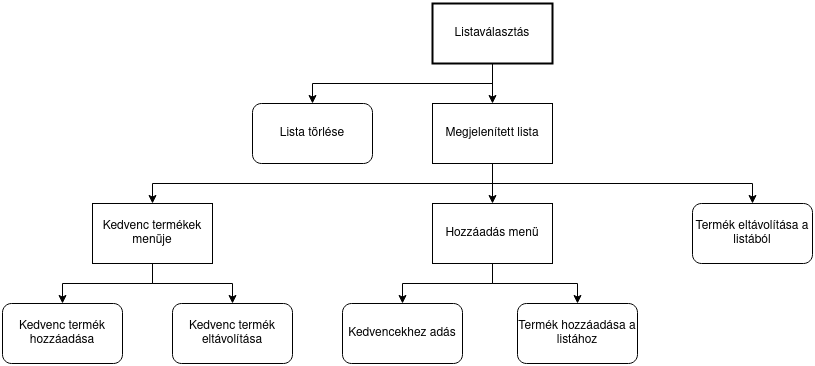 Listaválasztás
Lista törlése
Megjelenített lista
Kedvenc termékek
menüje
Hozzáadás menü
Termék eltávolítása a
listából
Kedvenc termék
hozzáadása
Kedvenc termék
eltávolítása
Kedvencekhez adás
Termék hozzáadása a
listához